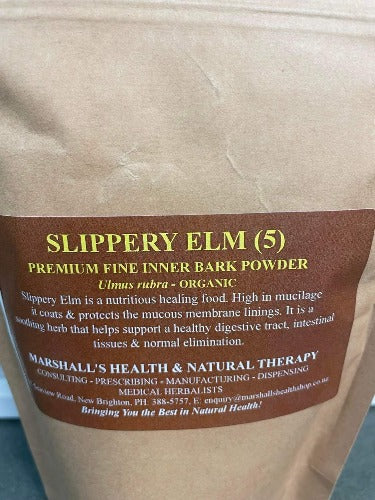 SLIPPERY ELM (5)
PREMIUM FINE INNER BARK POWDER
Ulmus rubra - ORGANIC
Slippery Elm is a nutritious healing food. High in mucilage
it coats & protects the mucous membrane linings. It is a
soothing herb that helps support a healthy digestive tract, intestinal
tissues & normal elimination.
MARSHALL'S HEALTH & NATURAL THERAPY
CONSULTING - PRESCRIBING - MANUFACTURING - DISPENSING
MEDICAL HERBALISTS
Road, New Brighton, PH: 388-5757, E: enquiry@marshallshealthshop.co.nz
Bringing You the Best in Natural Health!